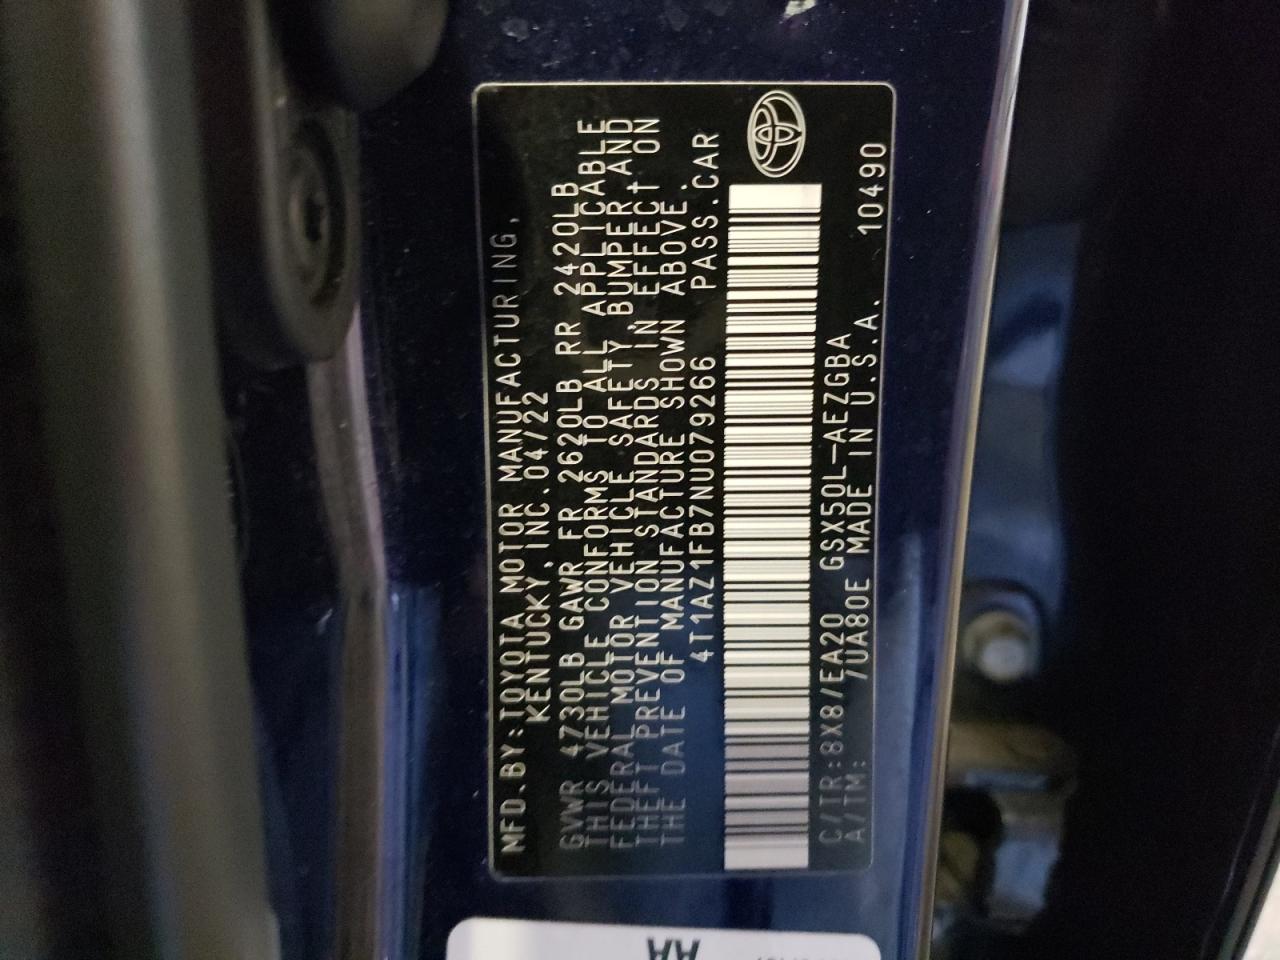 MFD.BY:TOYOTA MOTOR MANUFACTURING,
KENTUCKY,INC.04/22
GVWR 4730LB GAWR FR 2620LB RR 2420LB
THIS VEHICLE CONFORMS TO ALL APPLICABLE
FEDERAL MOTOR VEHICLE SAFETY, BUMPER,AND
THEFT PREVENTION STANDARDS IN EFFECT ON
THE DATE OF MANUFACTURE SHOWN ABOVE.
4T1AZ1FB7NU079266 PASS.CAR
C/TR:8X8/EA20 GSX50L-AEZGBA
A/TM: /UA80E MADE IN U.S.A. 10490
AA